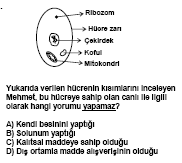 Ribozom
Hücre zarı
Çekirdek
Koful
Mitokondri
Yukarıda verilen hücrenin kısımlarını inceleyen
Mehmet, bu hücreye sahip olan canlı ile ilgili
olarak hangi yorumu yapamaz?
A) Kendi besinini yaptığı
B) Solunum yaptığı
C) Kalıtsal maddeye sahip olduğu
D) Dış ortamla madde alışverişinin olduğu